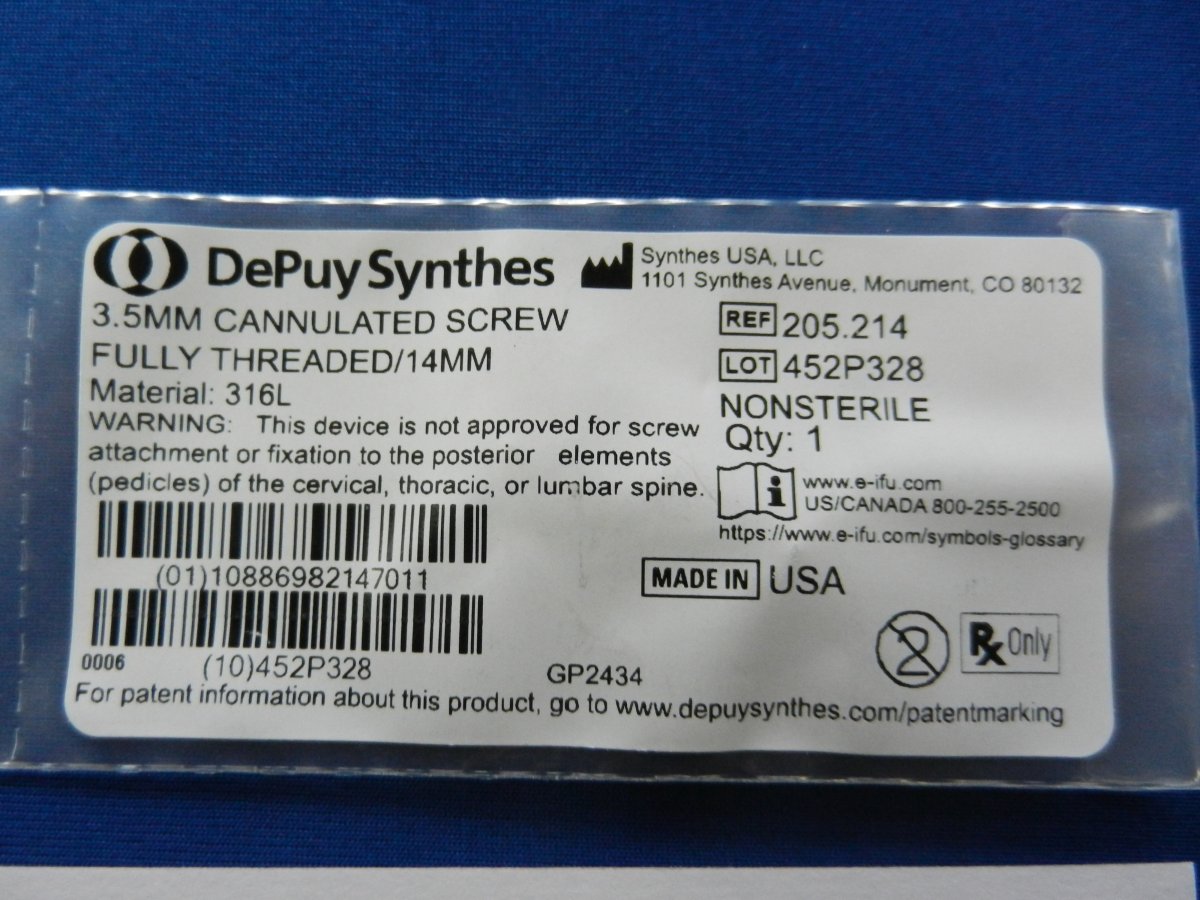 DePuy Synthes
Synthes USA, LLC
1101 Synthes Avenue, Monument, CO 80132
3.5MM CANNULATED SCREW
FULLY THREADED/14MM
Material: 316L
WARNING: This device is not approved for screw
attachment or fixation to the posterior elements
(pedicles) of the cervical, thoracic, or lumbar spine.
REF 205.214
LOT 452P328
NONSTERILE
Qty: 1
i
www.e-ifu.com
US/CANADA 800-255-2500
https://www.e-ifu.com/symbols-glossary
(01)10886982147011
MADE IN USA
2
Rx Only
0006 (10)452P328
GP2434
For patent information about this product, go to www.depuysynthes.com/patentmarking